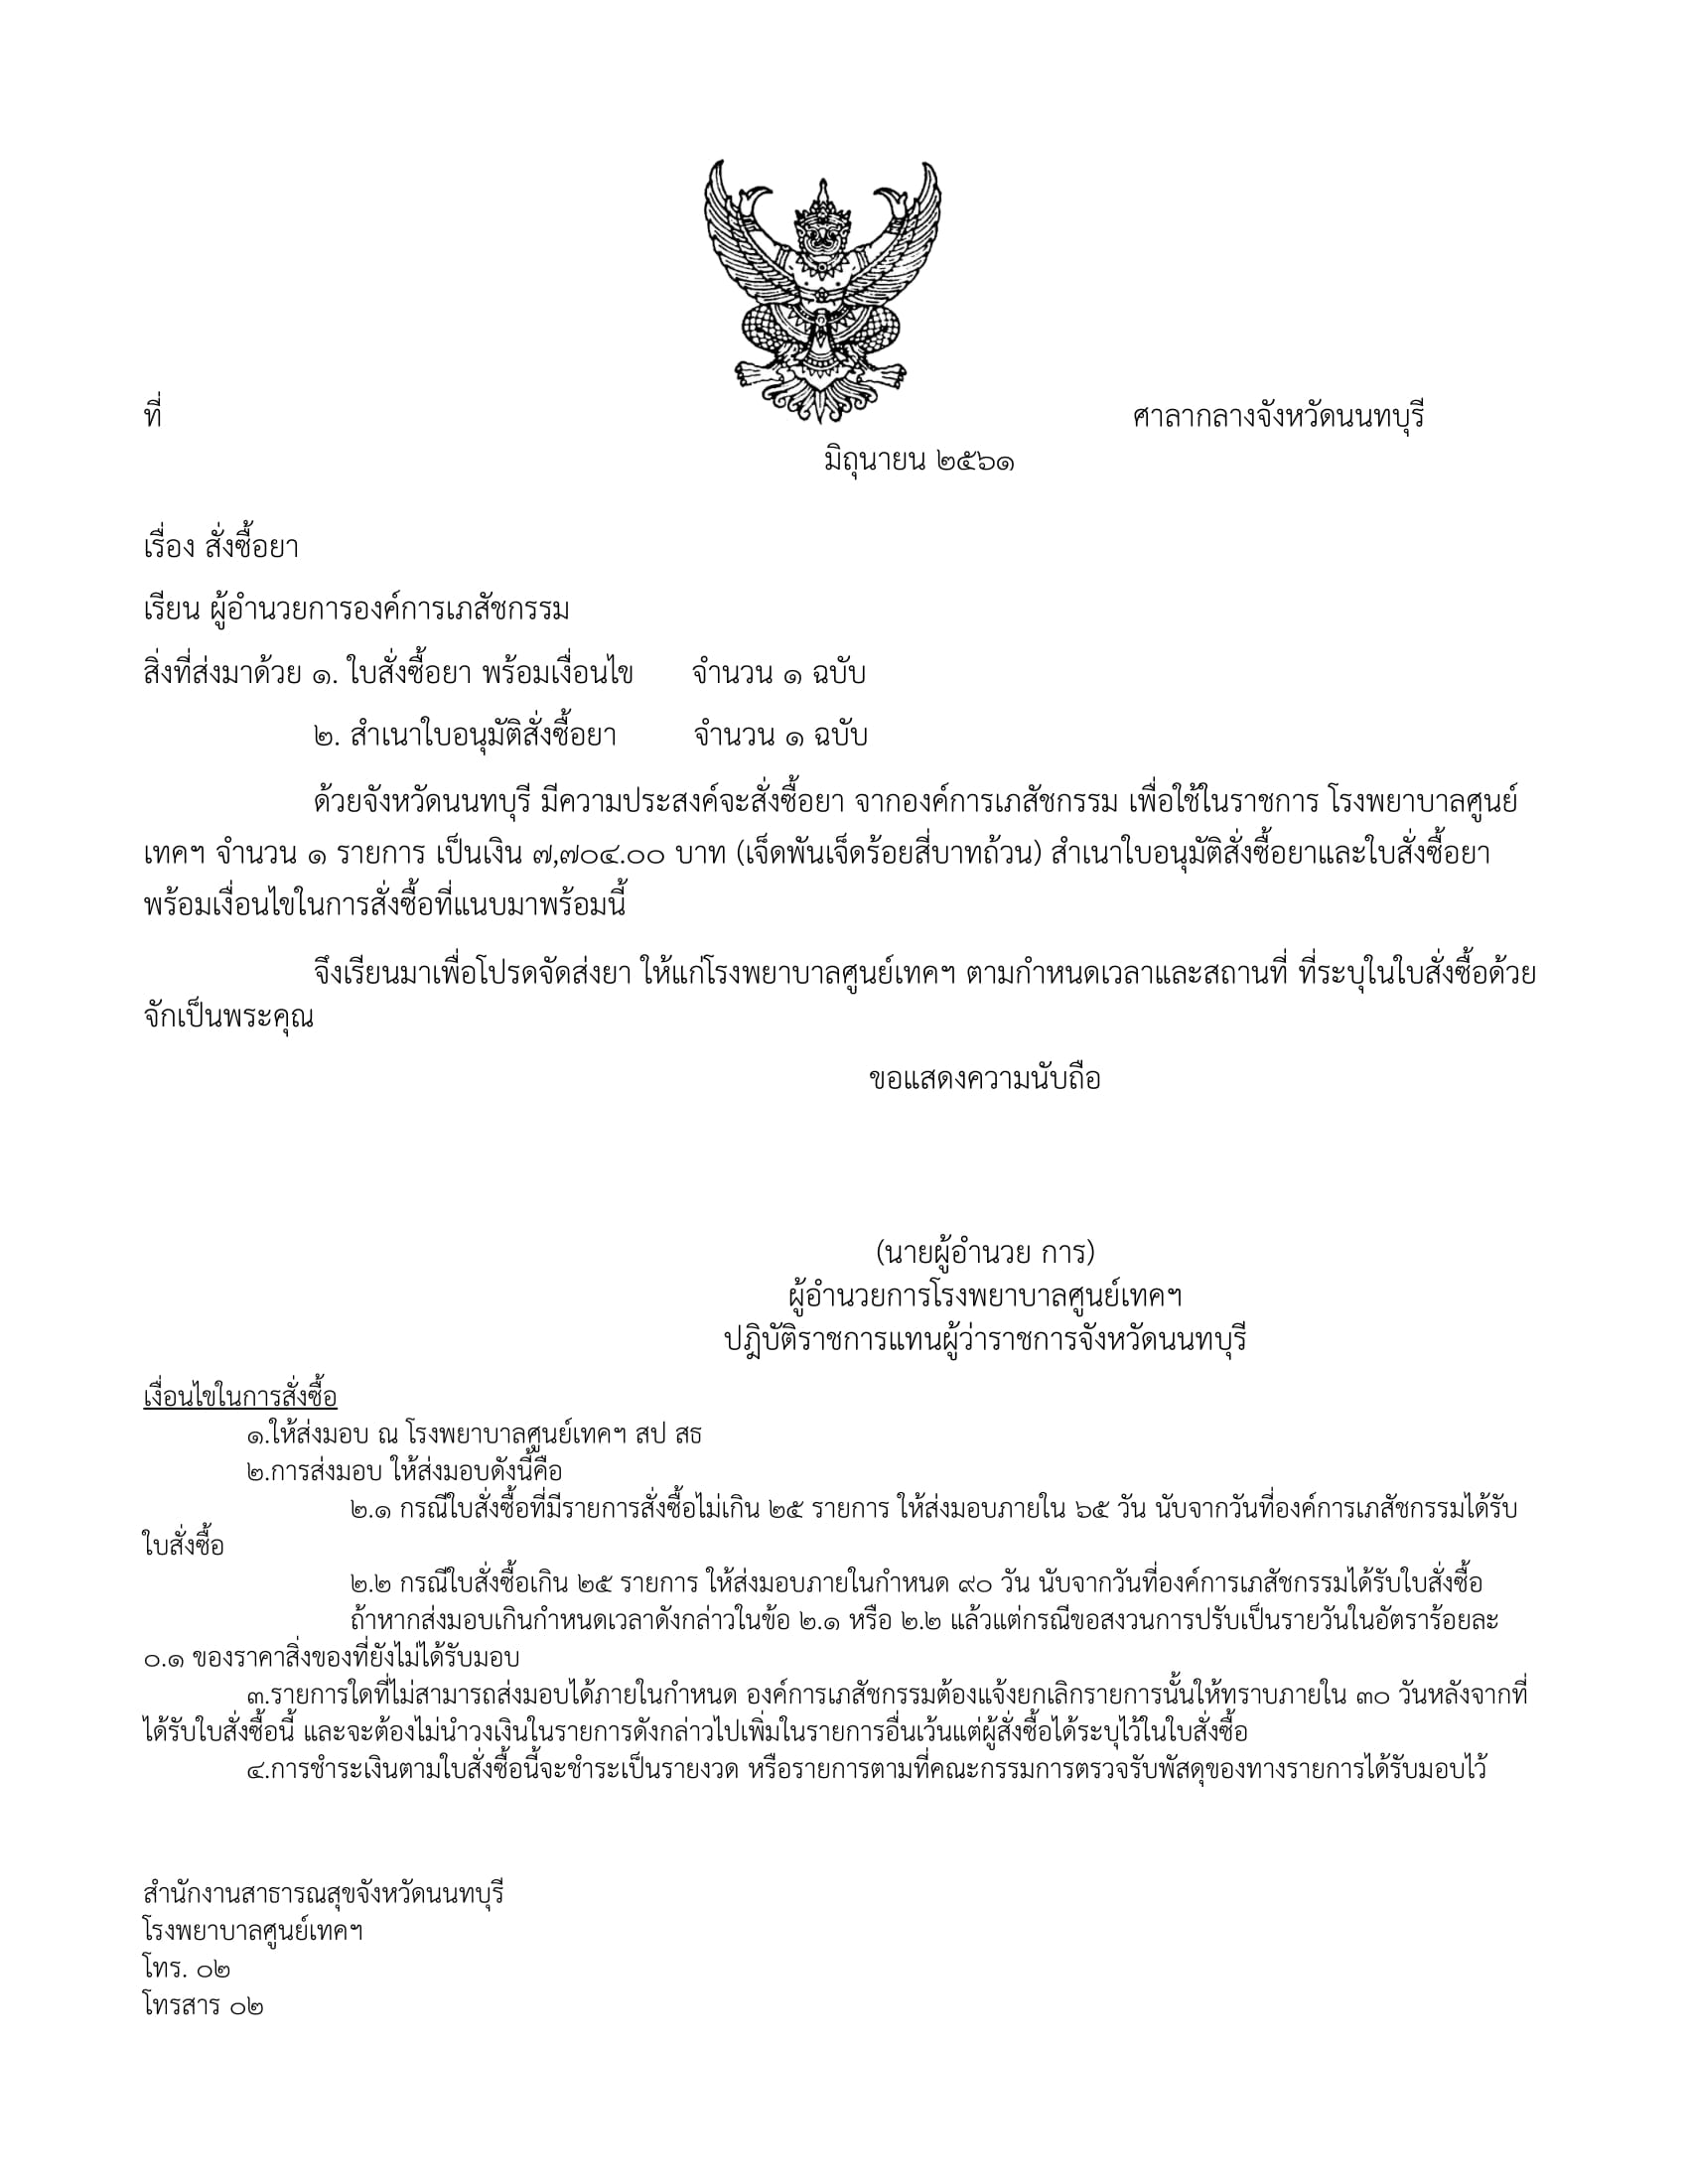 ที่ ศาลากลางจังหวัดนนทบุรี
มิถุนายน ๒๕๖๑
เรื่อง สั่งซื้อยา
เรียน ผู้อำนวยการองค์การเภสัชกรรม
สิ่งที่ส่งมาด้วย ๑. ใบสั่งซื้อยา พร้อมเงื่อนไข จำนวน ๑ ฉบับ
๒. สำเนาใบอนุมัติสั่งซื้อยา จำนวน ๑ ฉบับ
ด้วยจังหวัดนนทบุรี มีความประสงค์จะสั่งซื้อยา จากองค์การเภสัชกรรม เพื่อใช้ในราชการ โรงพยาบาลศูนย์
เทคฯ จำนวน ๑ รายการ เป็นเงิน ๗,๗๐๔.๐๐ บาท (เจ็ดพันเจ็ดร้อยสี่บาทถ้วน) สำเนาใบอนุมัติสั่งซื้อยาและใบสั่งซื้อยา
พร้อมเงื่อนไขในการสั่งซื้อที่แนบมาพร้อมนี้
จึงเรียนมาเพื่อโปรดจัดส่งยา ให้แก่โรงพยาบาลศูนย์เทคฯ ตามกำหนดเวลาและสถานที่ ที่ระบุในใบสั่งซื้อด้วย
จักเป็นพระคุณ
ขอแสดงความนับถือ
(นายผู้อำนวย การ)
ผู้อำนวยการโรงพยาบาลศูนย์เทคฯ
ปฎิบัติราชการแทนผู้ว่าราชการจังหวัดนนทบุรี
เงื่อนไขในการสั่งซื้อ
๑.ให้ส่งมอบ ณ โรงพยาบาลศูนย์เทคฯ สป สธ
๒.การส่งมอบ ให้ส่งมอบดังนี้คือ
๒.๑ กรณีใบสั่งซื้อที่มีรายการสั่งซื้อไม่เกิน ๒๕ รายการ ให้ส่งมอบภายใน ๖๕ วัน นับจากวันที่องค์การเภสัชกรรมได้รับ
ใบสั่งซื้อ
๒.๒ กรณีใบสั่งซื้อเกิน ๒๕ รายการ ให้ส่งมอบภายในกำหนด ๙๐ วัน นับจากวันที่องค์การเภสัชกรรมได้รับใบสั่งซื้อ
ถ้าหากส่งมอบเกินกำหนดเวลาดังกล่าวในข้อ ๒.๑ หรือ ๒.๒ แล้วแต่กรณีขอสงวนการปรับเป็นรายวันในอัตราร้อยละ
๐.๑ ของราคาสิ่งของที่ยังไม่ได้รับมอบ
๓.รายการใดที่ไม่สามารถส่งมอบได้ภายในกำหนด องค์การเภสัชกรรมต้องแจ้งยกเลิกรายการนั้นให้ทราบภายใน ๓๐ วันหลังจากที่
ได้รับใบสั่งซื้อนี้ และจะต้องไม่นำวงเงินในรายการดังกล่าวไปเพิ่มในรายการอื่นเว้นแต่ผู้สั่งซื้อได้ระบุไว้ในใบสั่งซื้อ
๔.การชำระเงินตามใบสั่งซื้อนี้จะชำระเป็นรายงวด หรือรายการตามที่คณะกรรมการตรวจรับพัสดุของทางรายการได้รับมอบไว้
สำนักงานสาธารณสุขจังหวัดนนทบุรี
โรงพยาบาลศูนย์เทคฯ
โทร. ๐๒
โทรสาร ๐๒